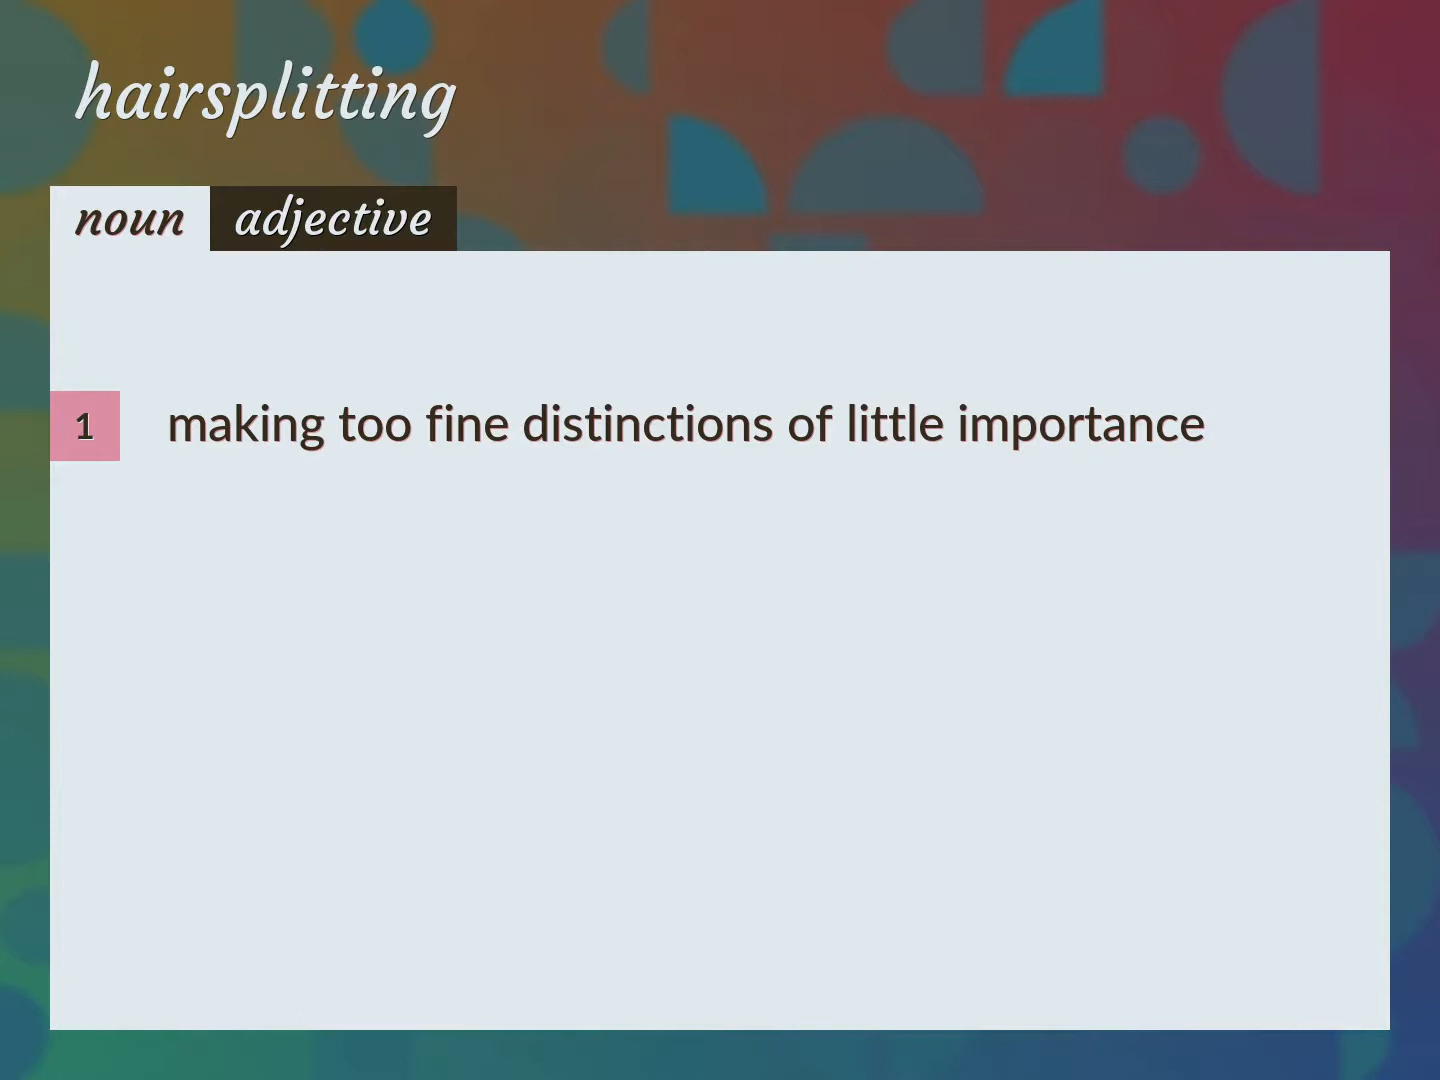 hairsplitting
noun adjective
1 making too fine distinctions of little importance